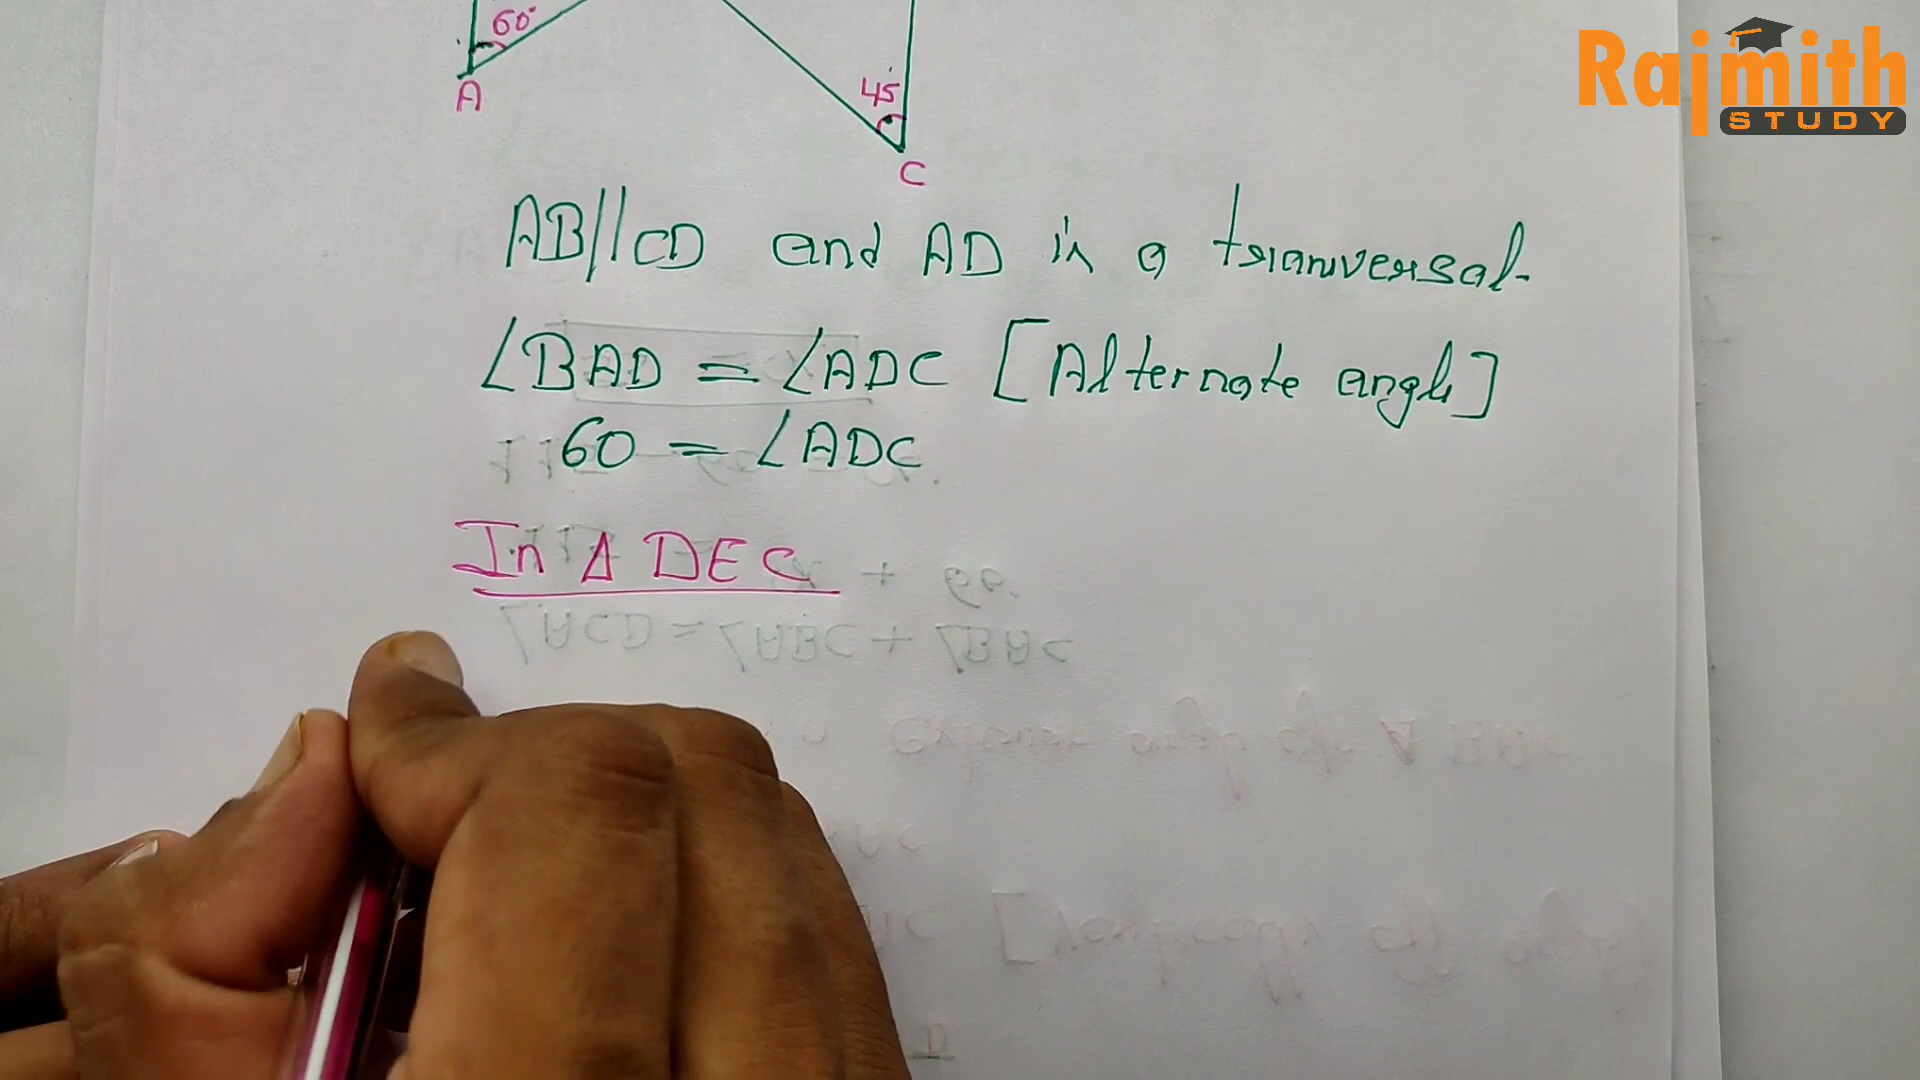 60°
A
45
C
AB//CD and AD is a transversal.
∠BAD = ∠ADC [Alternate angle]
60 = ∠ADC
In Δ DEC
Rajmith
STUDY